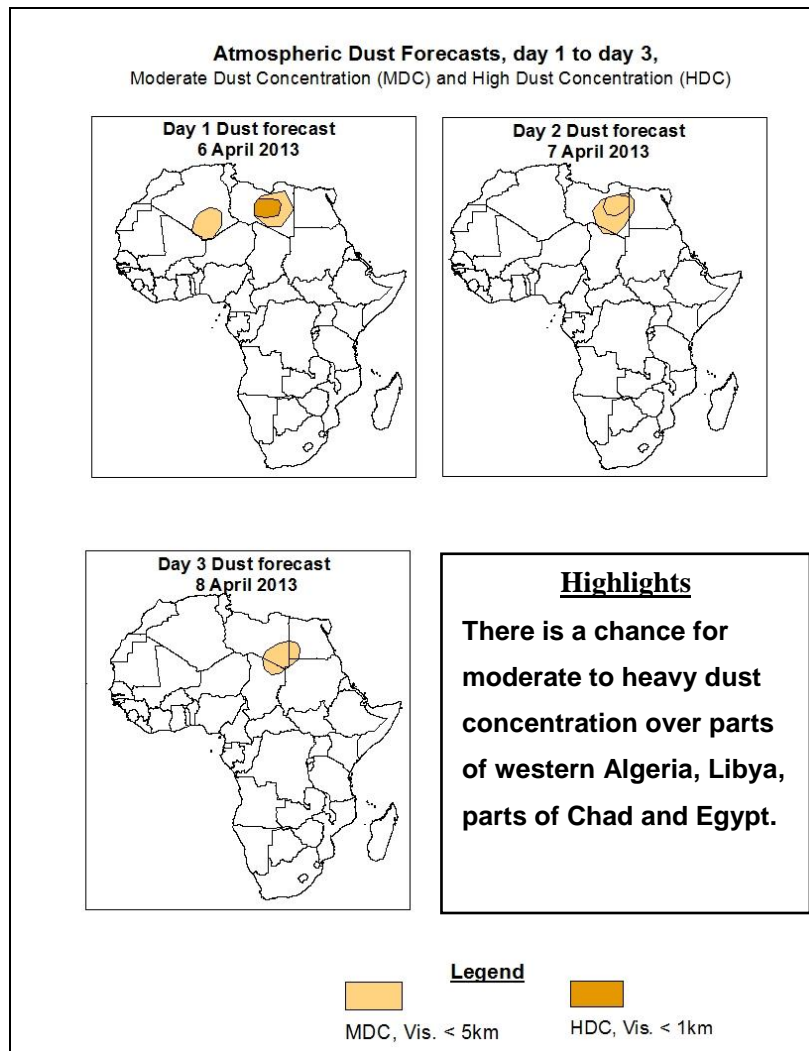 Atmospheric Dust Forecasts, day 1 to day 3,
Moderate Dust Concentration (MDC) and High Dust Concentration (HDC)
Day 1 Dust forecast
6 April 2013
Day 2 Dust forecast
7 April 2013
Day 3 Dust forecast
8 April 2013
Highlights
There is a chance for
moderate to heavy dust
concentration over parts
of western Algeria, Libya,
parts of Chad and Egypt.
Legend
MDC, Vis. < 5km
HDC, Vis. < 1km